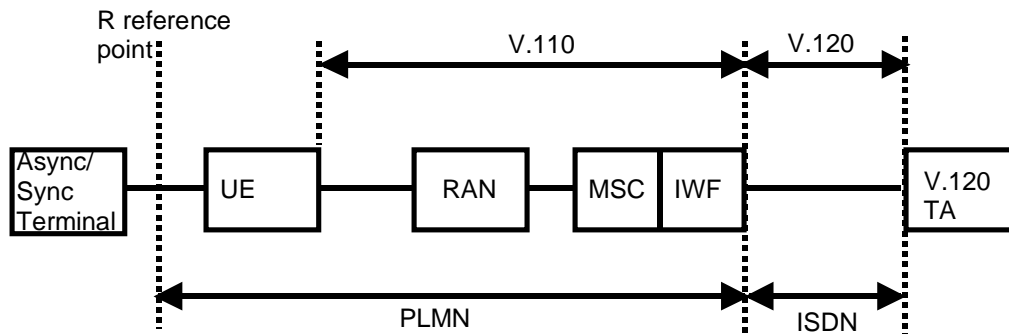 R reference
point
V.110
V.120
Async/
Sync
Terminal
UE
RAN
MSC
IWF
V.120
TA
PLMN
ISDN